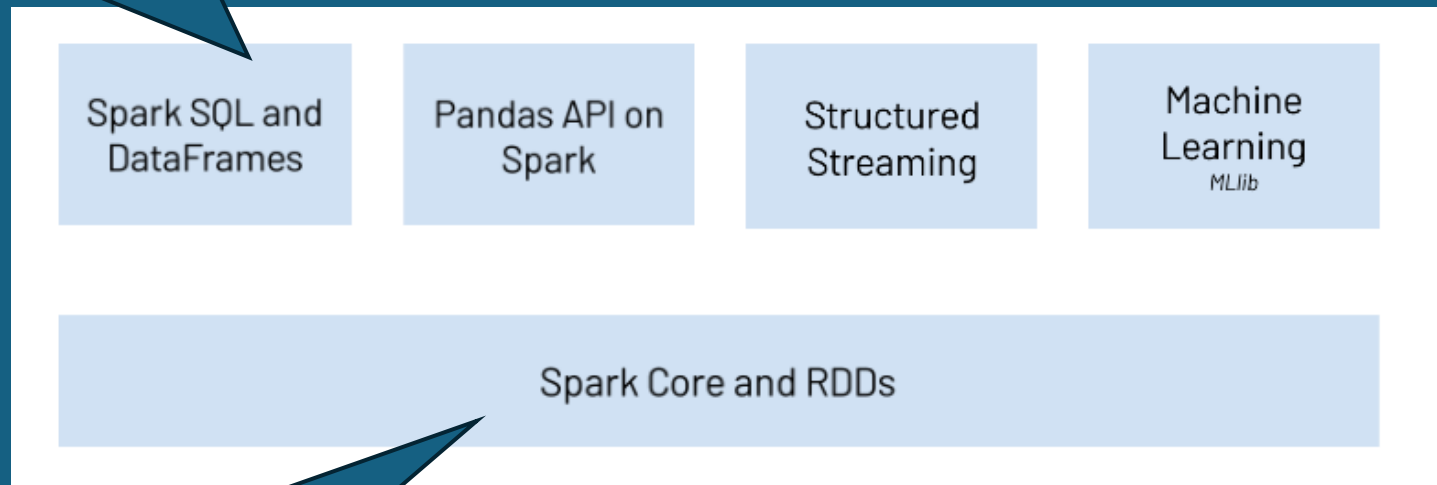 Spark SQL and
DataFrames
Pandas API on
Spark
Structured
Streaming
Machine
Learning
MLlib
Spark Core and RDDs